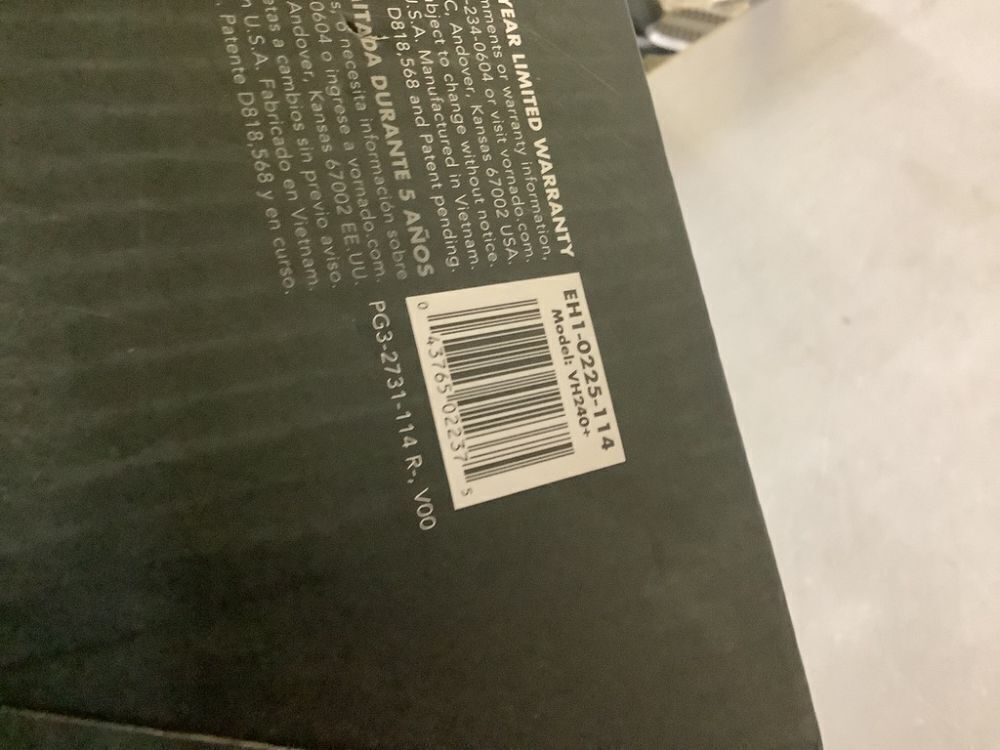 YEAR LIMITED WARRANTY
mments or warranty information,
-234-0604 or visit vornado.com.
C, Andover, Kansas 67002 USA.
bject to change without notice.
.S.A. Manufactured in Vietnam.
D818,568 and Patent pending.
ITADA DURANTE 5 AÑOS
necesita información sobre
0604 o ingrese a vornado.com.
Andover, Kansas 67002 EE.UU.
etas a cambios sin previo aviso.
n U.S.A. Fabricado en Vietnam.
. Patente D818,568 y en curso.
EH1-0225-114
Model: VH240+
0 43765 02237 5
PG3-2731-114 R-, V00